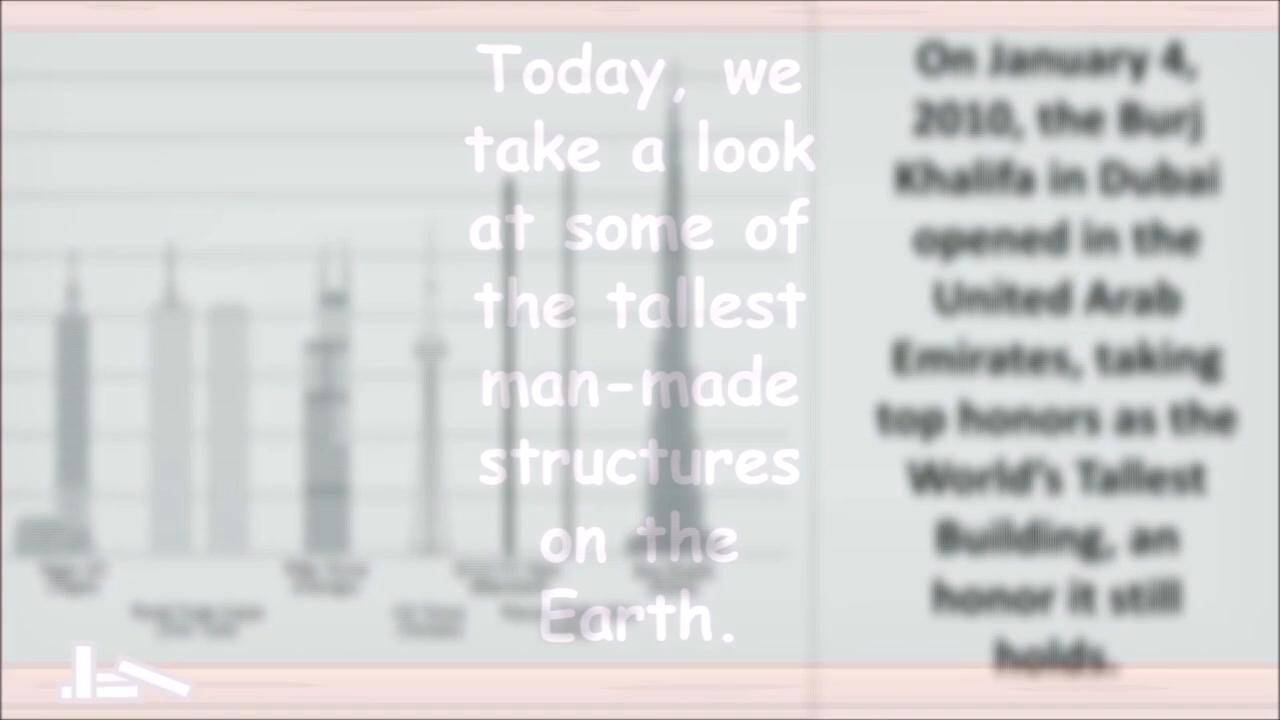 Today, we
take a look
at some of
the tallest
man-made
structures
on the
Earth.
On January 4,
2010, the Burj
Khalifa in Dubai
opened in the
United Arab
Emirates, taking
top honors as the
World's Tallest
Building, an
honor it still
holds.